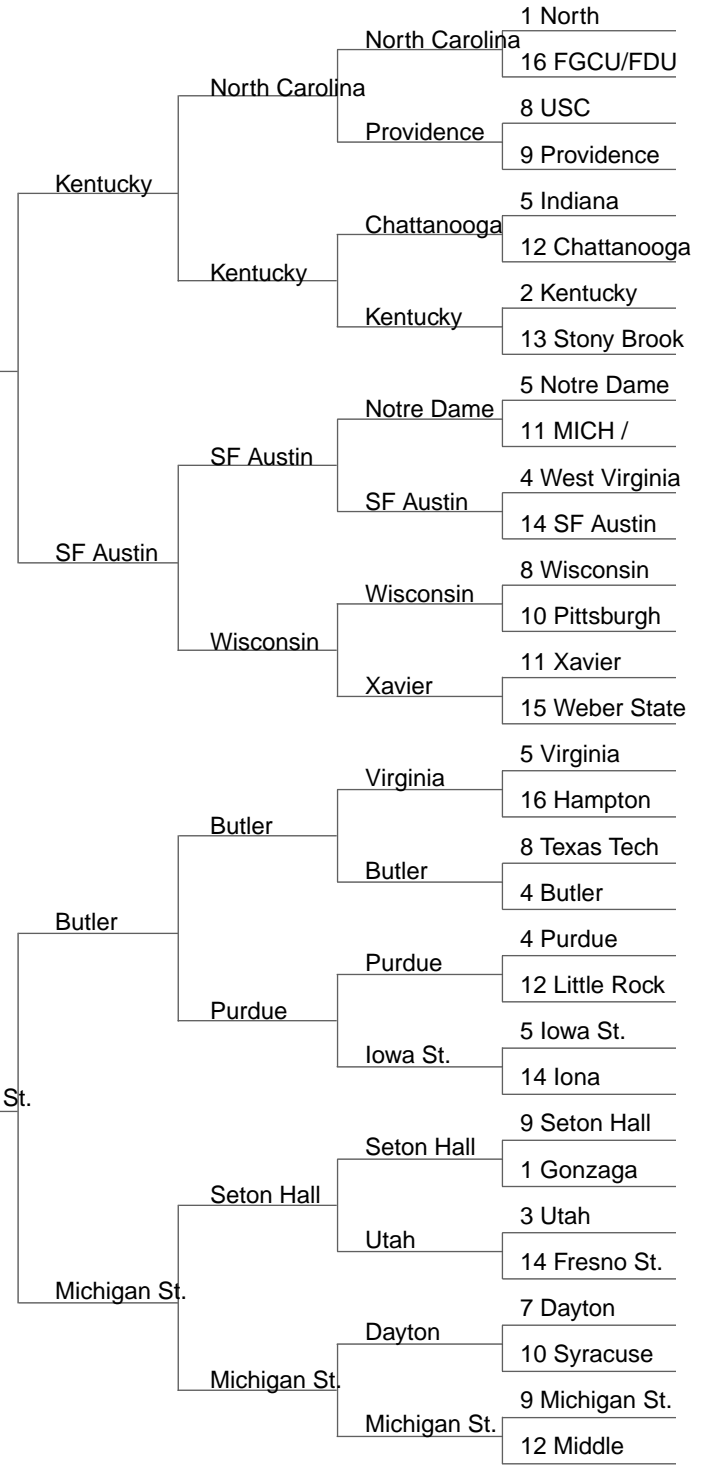 1 North
North Carolina
16 FGCU/FDU
North Carolina
8 USC
Providence
9 Providence
Kentucky
5 Indiana
Chattanooga
12 Chattanooga
Kentucky
2 Kentucky
Kentucky
13 Stony Brook
5 Notre Dame
Notre Dame
11 MICH /
SF Austin
4 West Virginia
SF Austin
14 SF Austin
SF Austin
8 Wisconsin
Wisconsin
10 Pittsburgh
Wisconsin
11 Xavier
Xavier
15 Weber State
5 Virginia
Virginia
16 Hampton
Butler
8 Texas Tech
Butler
4 Butler
Butler
4 Purdue
Purdue
12 Little Rock
Purdue
5 Iowa St.
Iowa St.
14 Iona
St.
9 Seton Hall
Seton Hall
1 Gonzaga
Seton Hall
3 Utah
Utah
14 Fresno St.
Michigan St.
7 Dayton
Dayton
10 Syracuse
Michigan St.
9 Michigan St.
Michigan St.
12 Middle